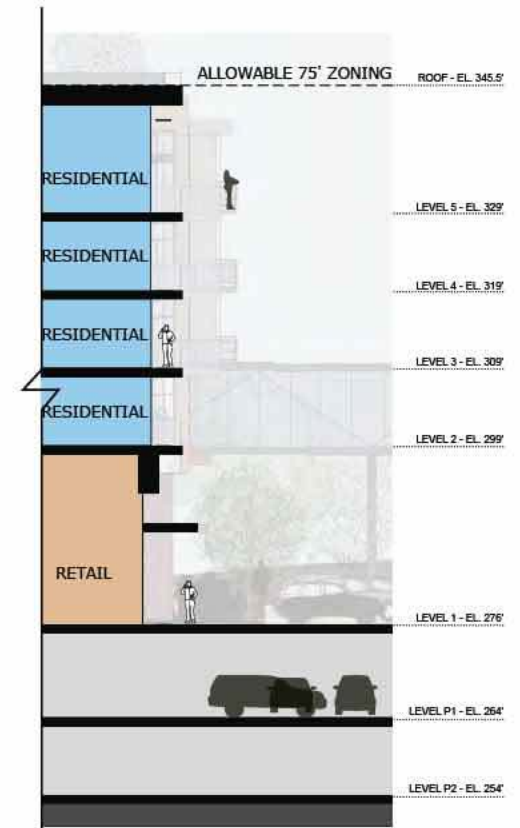 ALLOWABLE 75' ZONING
ROOF - EL. 345.5'
RESIDENTIAL
LEVEL 5 - EL. 329'
RESIDENTIAL
LEVEL 4 - EL. 319'
RESIDENTIAL
LEVEL 3 - EL. 309'
RESIDENTIAL
LEVEL 2 - EL. 299'
RETAIL
LEVEL 1 - EL. 276'
LEVEL P1 - EL. 264'
LEVEL P2 - EL. 254'